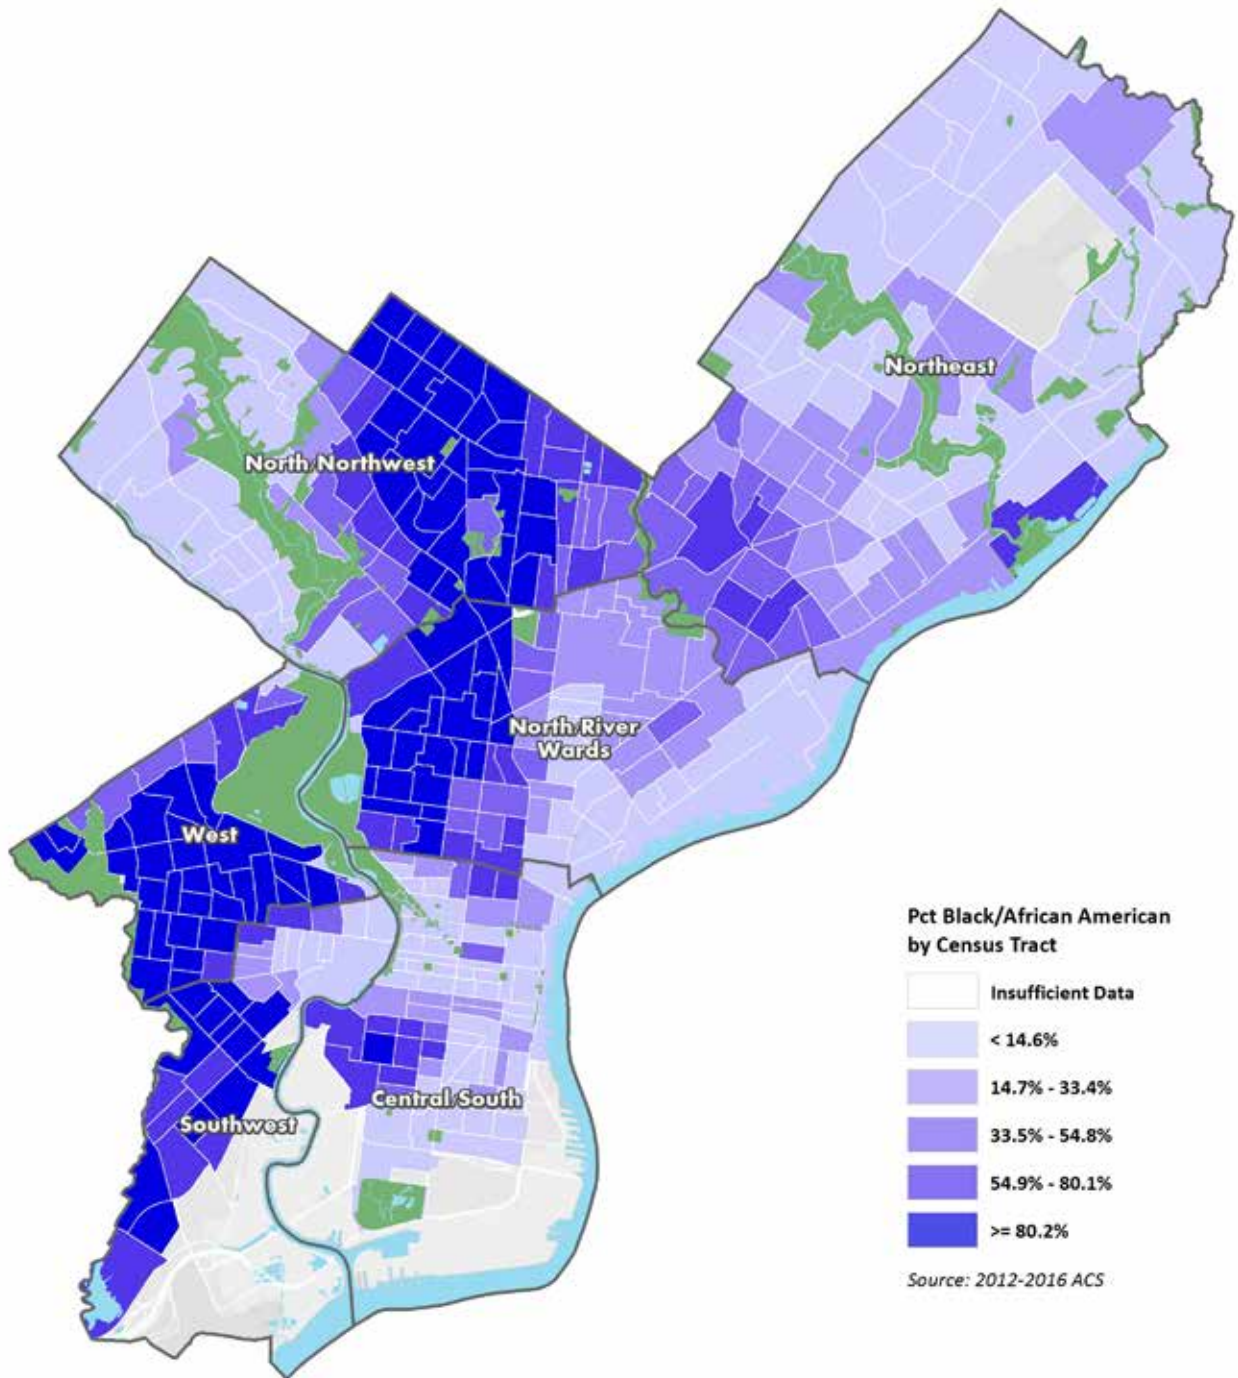 Northeast
North/Northwest
North/River
Wards
West
Central/South
Southwest
Pct Black/African American
by Census Tract
Insufficient Data
< 14.6%
14.7% - 33.4%
33.5% - 54.8%
54.9% - 80.1%
>= 80.2%
Source: 2012-2016 ACS